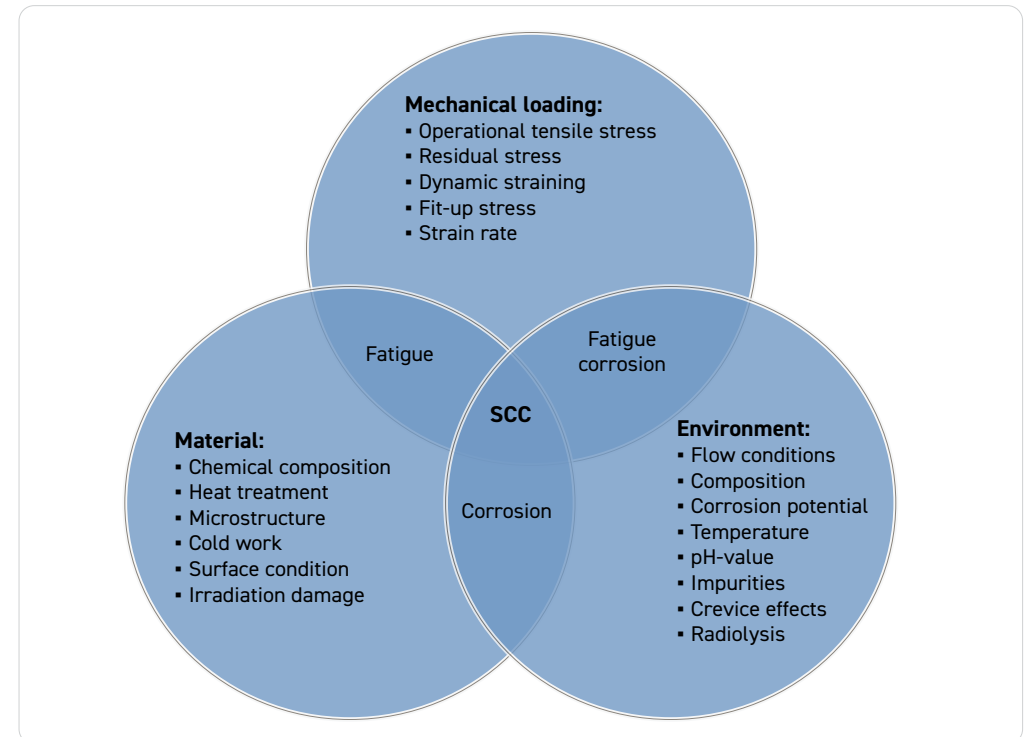 Mechanical loading:
▪ Operational tensile stress
▪ Residual stress
▪ Dynamic straining
▪ Fit-up stress
▪ Strain rate
Fatigue
Fatigue
corrosion
SCC
Material:
▪ Chemical composition
▪ Heat treatment
▪ Microstructure
▪ Cold work
▪ Surface condition
▪ Irradiation damage
Corrosion
Environment:
▪ Flow conditions
▪ Composition
▪ Corrosion potential
▪ Temperature
▪ pH-value
▪ Impurities
▪ Crevice effects
▪ Radiolysis